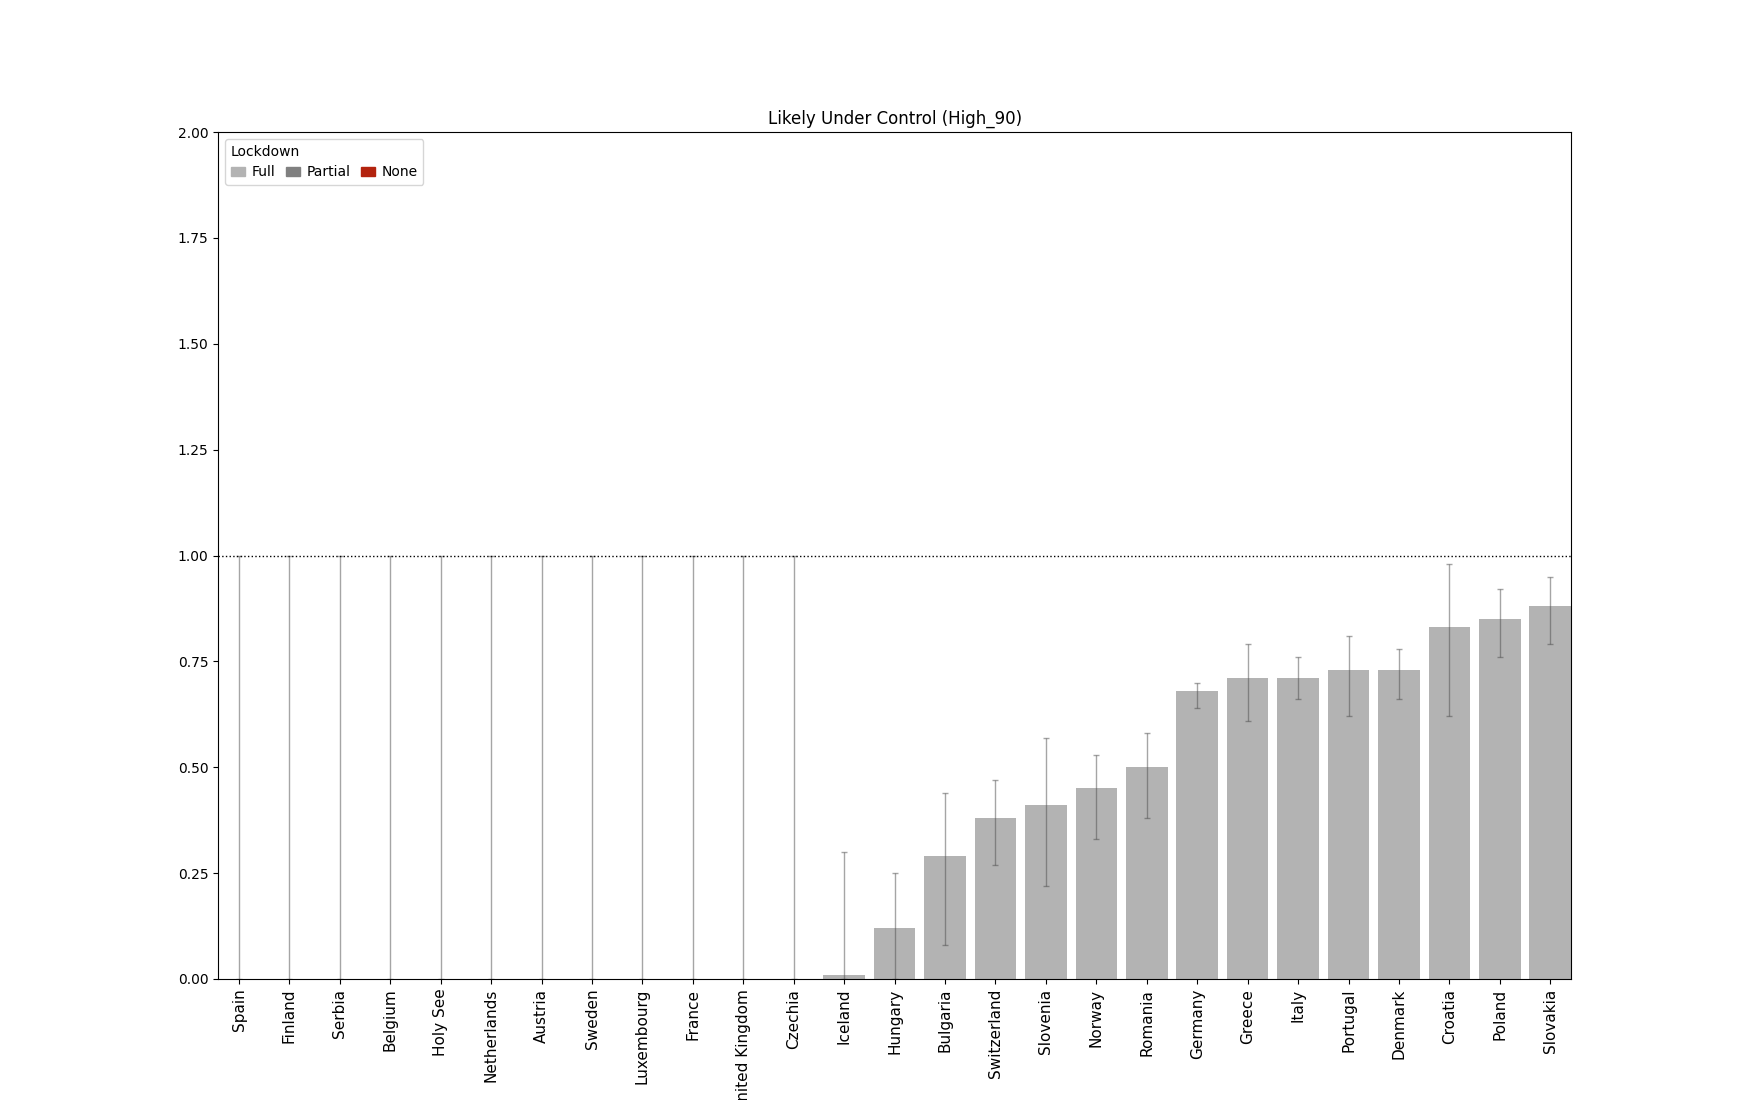 Likely Under Control (High_90)
2.00
Lockdown
Full Partial None
1.75
1.50
1.25
1.00
0.75
0.50
0.25
0.00
Spain
Finland
Serbia
Belgium
Holy See
Netherlands
Austria
Sweden
Luxembourg
France
nited Kingdom
Czechia
Iceland
Hungary
Bulgaria
Switzerland
Slovenia
Norway
Romania
Germany
Greece
Italy
Portugal
Denmark
Croatia
Poland
Slovakia